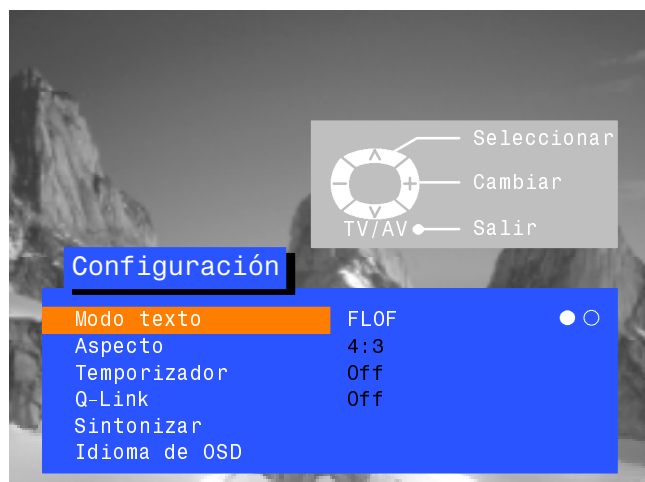 Seleccionar
Cambiar
TV/AV Salir
Configuración
Modo texto FLOF
Aspecto 4:3
Temporizador Off
Q-Link Off
Sintonizar
Idioma de OSD